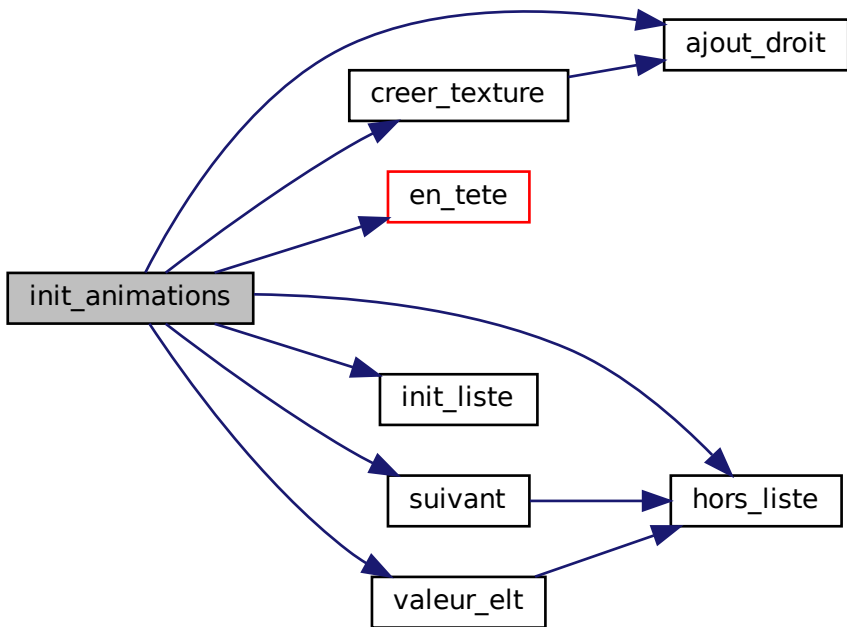 ajout_droit
creer_texture
en_tete
init_animations
init_liste
suivant
hors_liste
valeur_elt